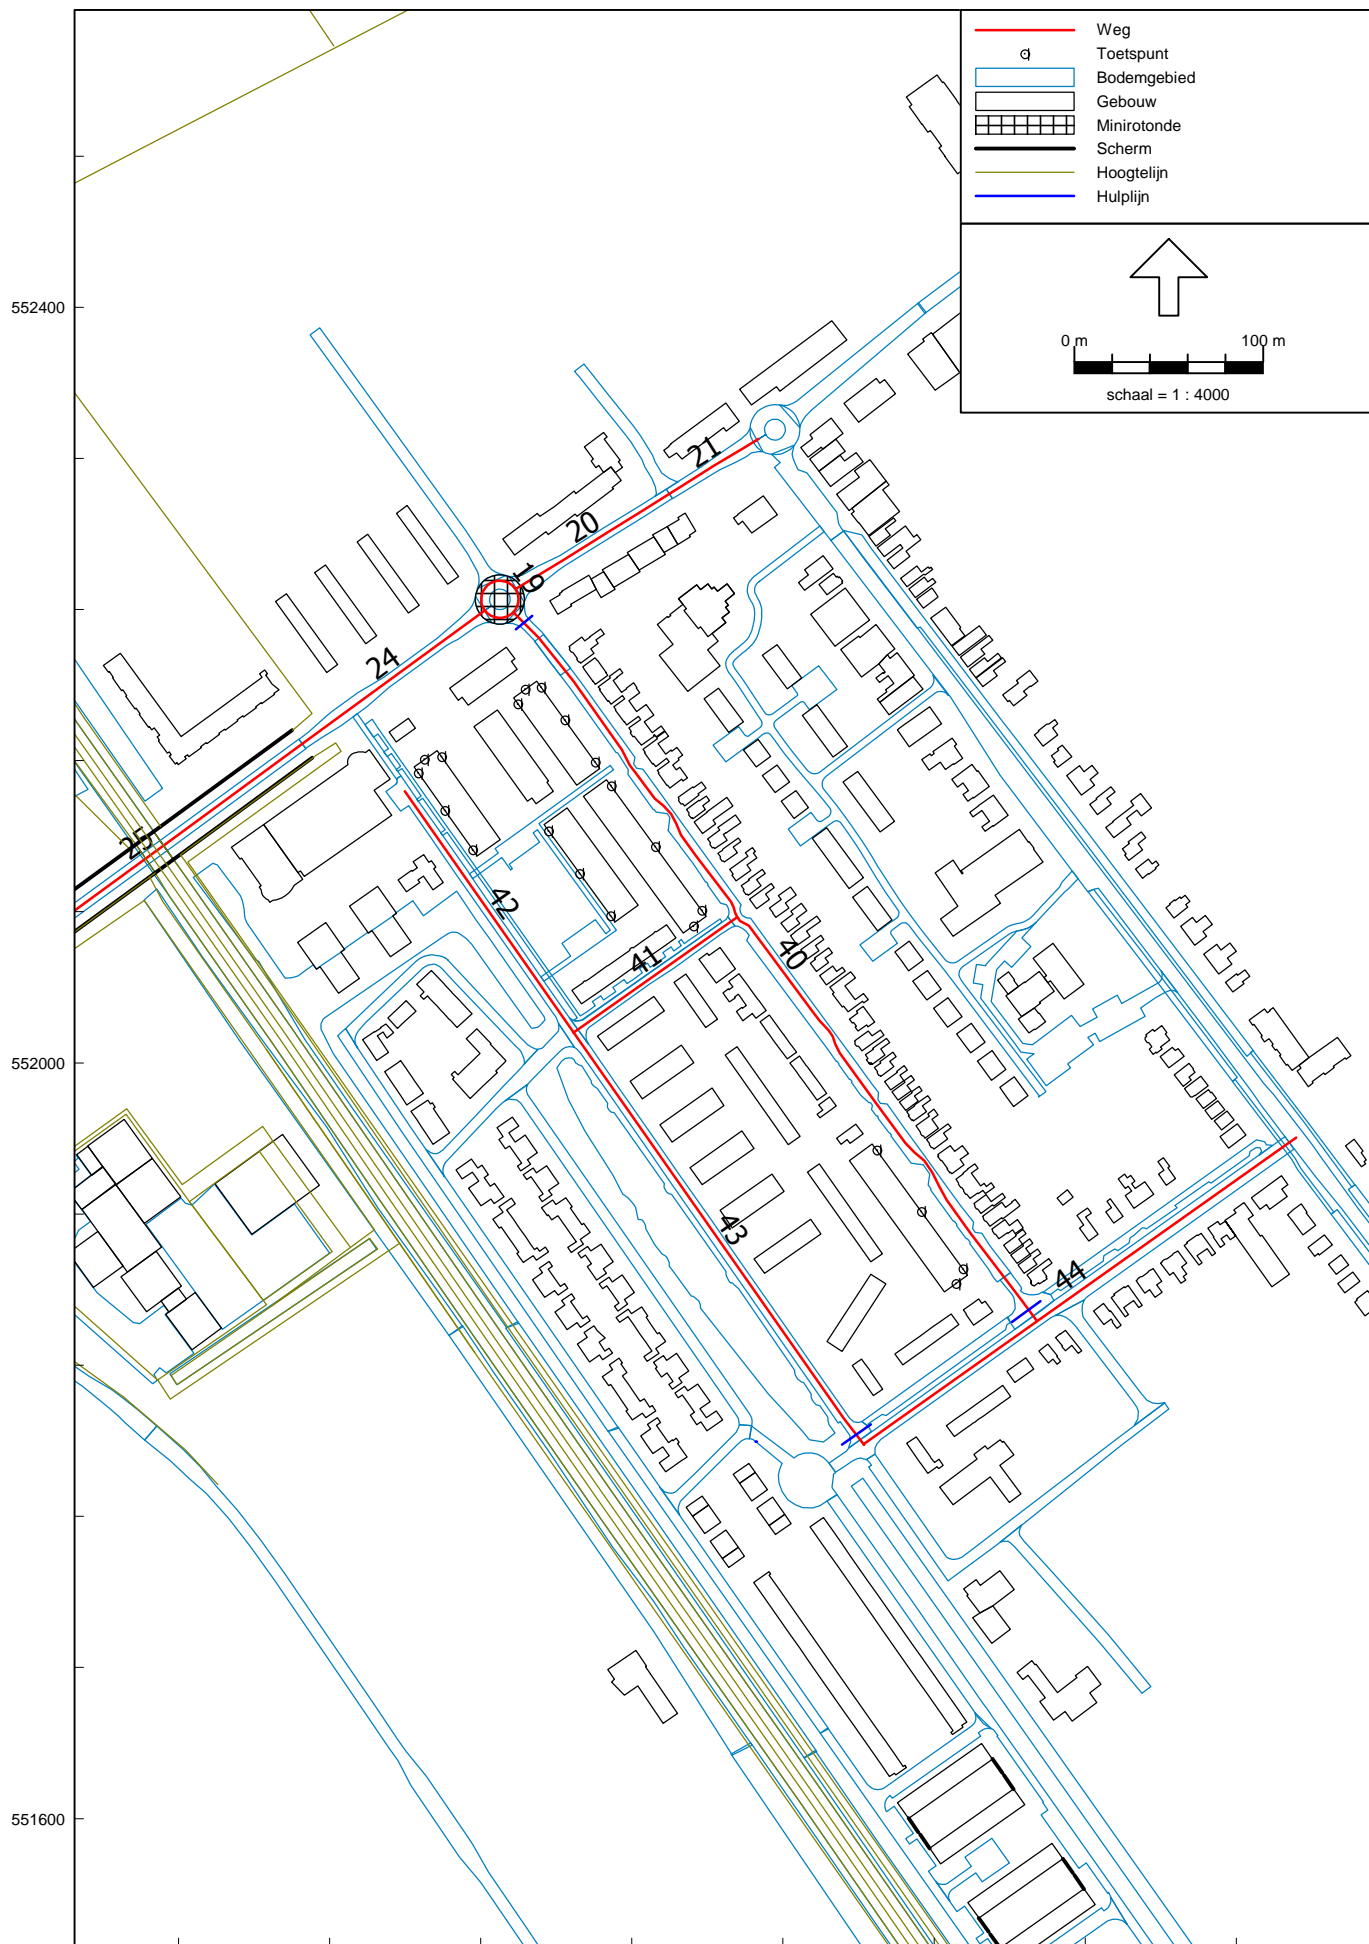 Weg
Toetspunt
Bodemgebied
Gebouw
Minirotonde
Scherm
Hoogtelijn
Hulplijn
0 m 100 m
schaal = 1 : 4000
552400
21
20
19
24
25
42
41
40
552000
43
44
551600